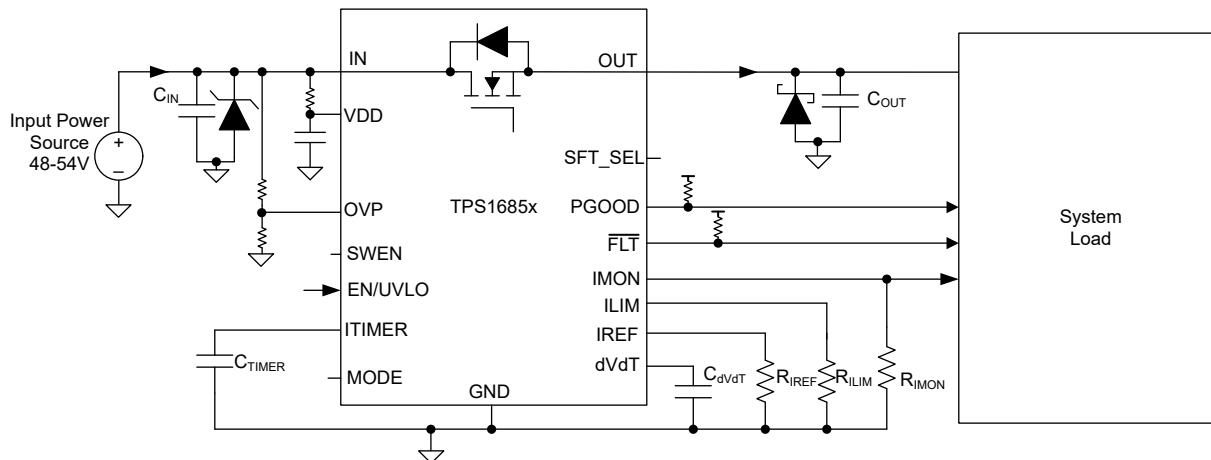 IN
OUT
C_IN
VDD
C_OUT
Input Power
Source
48-54V
+
−
SFT_SEL
OVP
TPS1685x
PGOOD
System
Load
FLT
SWEN
IMON
EN/UVLO
ILIM
ITIMER
IREF
C_TIMER
dVdT
MODE
C_dVdT
R_IREF
R_ILIM
R_IMON
GND